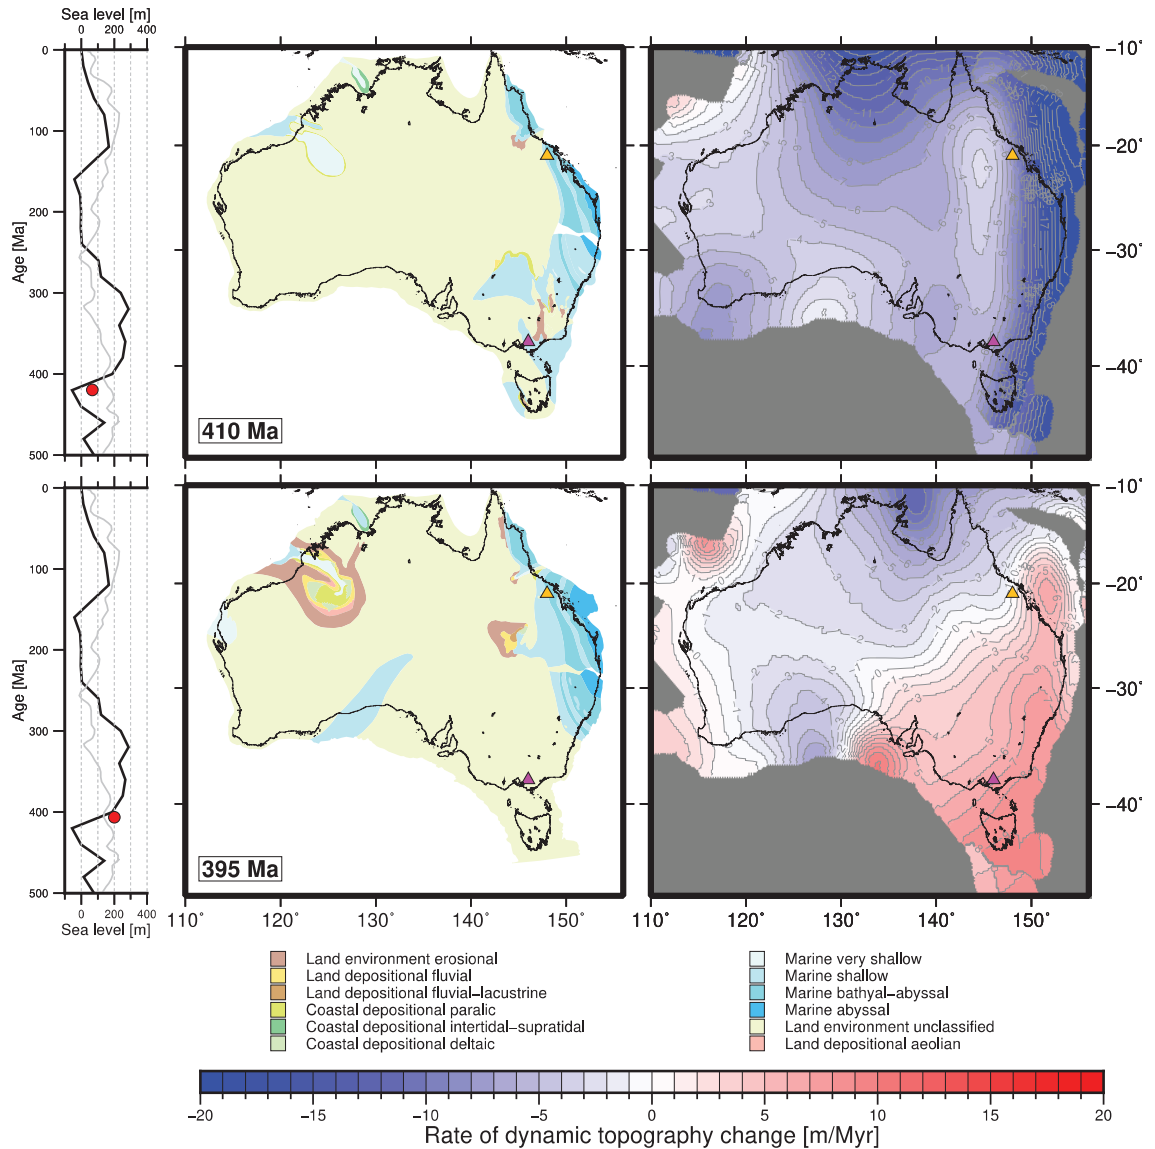 Sea level [m]
0 200 400
0
100
200
300
400
500
Age [Ma]
410 Ma
−10°
−20°
−30°
−40°
0
100
200
300
400
500
Age [Ma]
395 Ma
−10°
−20°
−30°
−40°
0 200 400
Sea level [m]
110° 120° 130° 140° 150°
110° 120° 130° 140° 150°
Land environment erosional
Land depositional fluvial
Land depositional fluvial−lacustrine
Coastal depositional paralic
Coastal depositional intertidal−supratidal
Coastal depositional deltaic
Marine very shallow
Marine shallow
Marine bathyal−abyssal
Marine abyssal
Land environment unclassified
Land depositional aeolian
−20 −15 −10 −5 0 5 10 15 20
Rate of dynamic topography change [m/Myr]